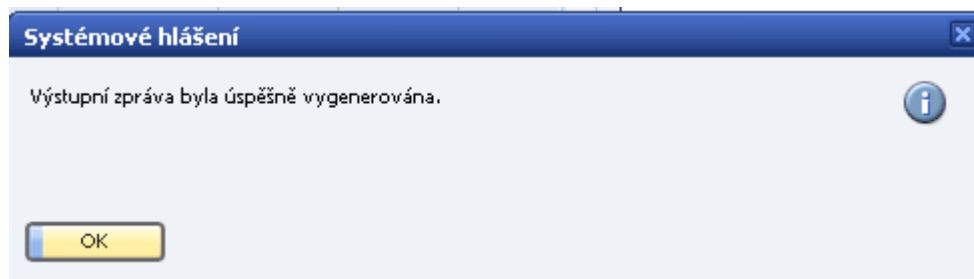 Systémové hlášení
Výstupní zpráva byla úspěšně vygenerována.
OK